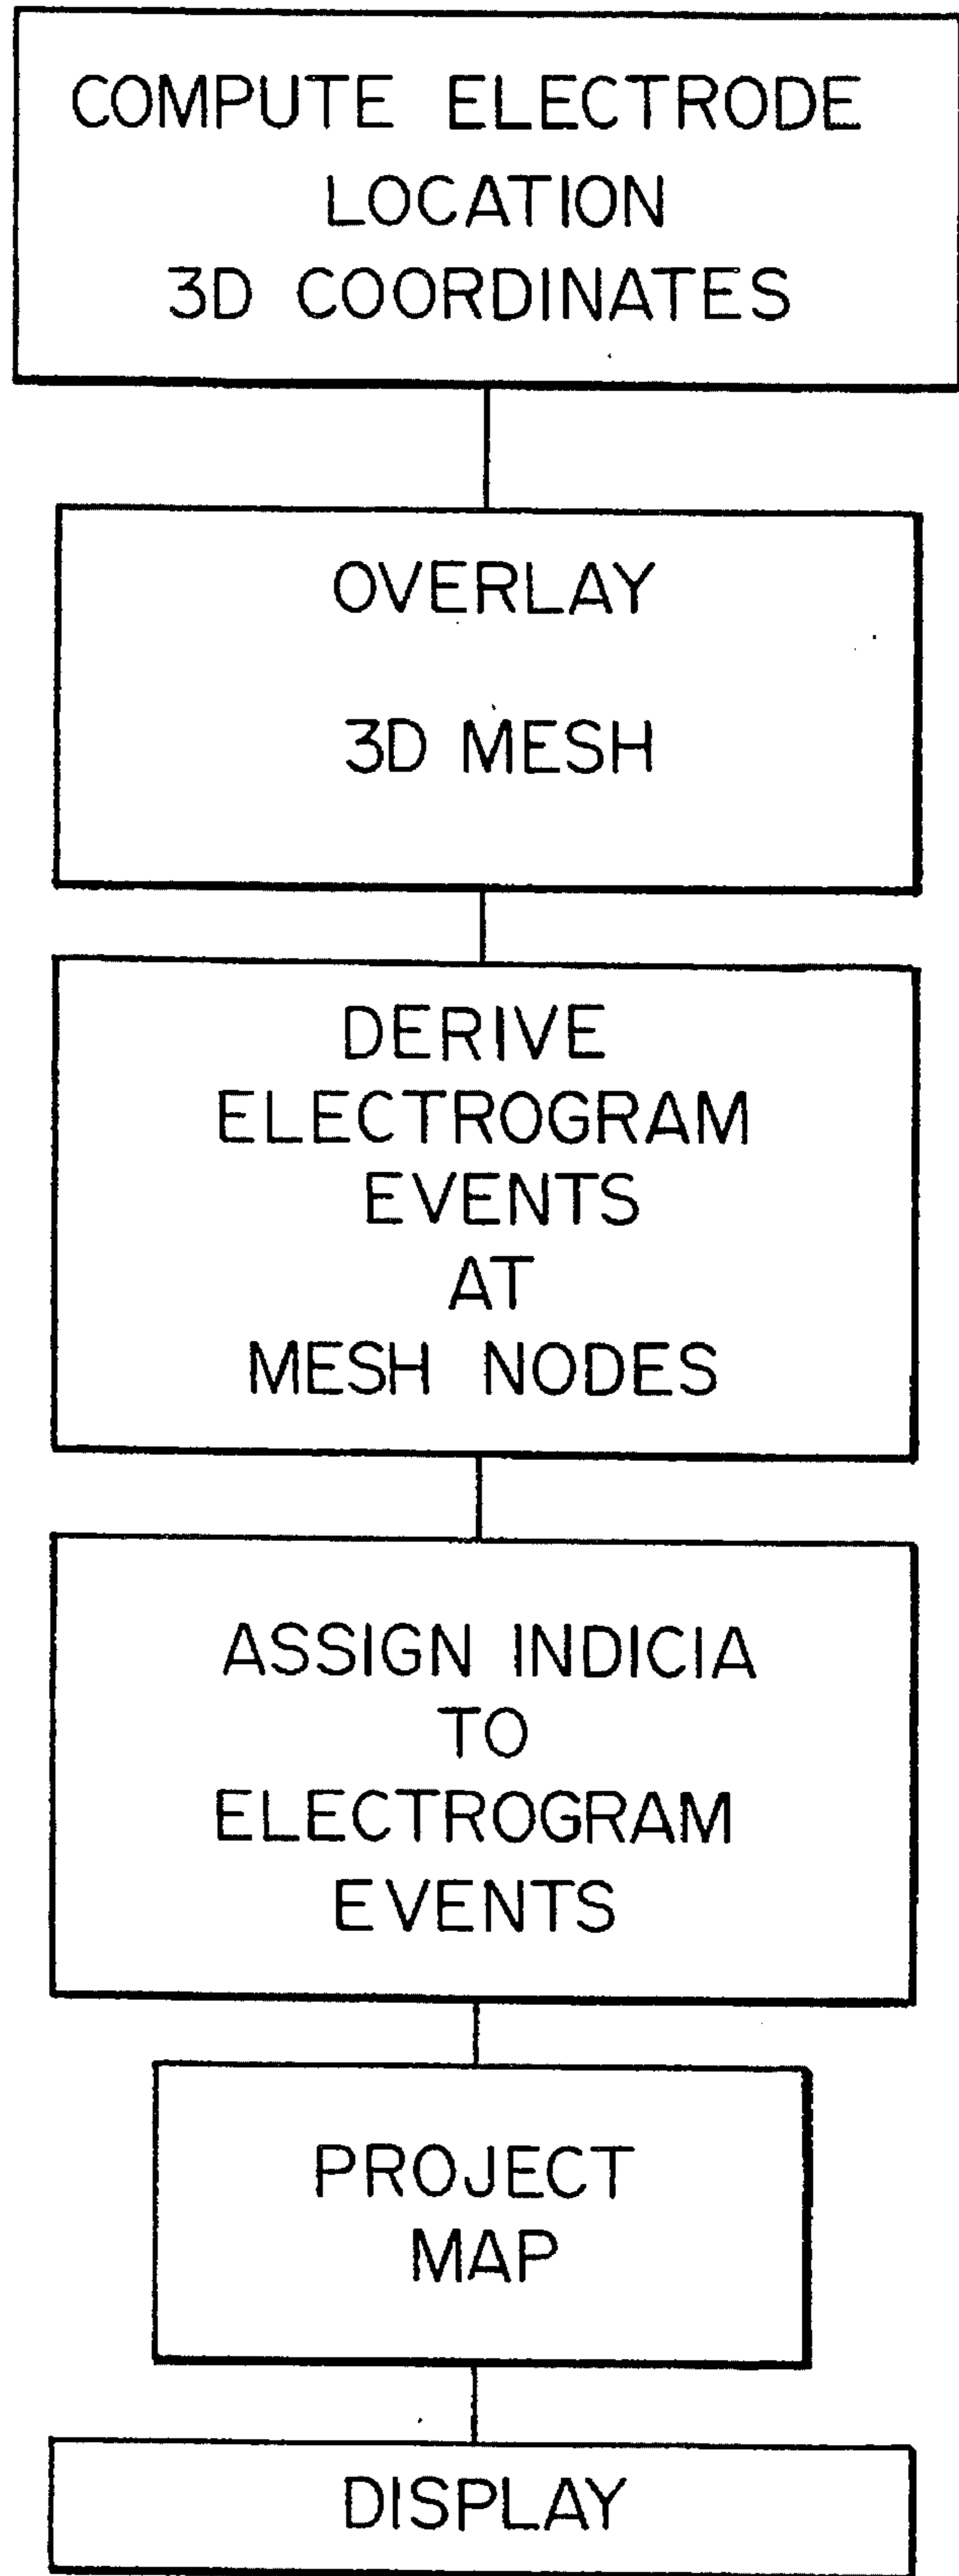 COMPUTE ELECTRODE
LOCATION
3D COORDINATES
OVERLAY
3D MESH
DERIVE
ELECTROGRAM
EVENTS
AT
MESH NODES
ASSIGN INDICIA
TO
ELECTROGRAM
EVENTS
PROJECT
MAP
DISPLAY